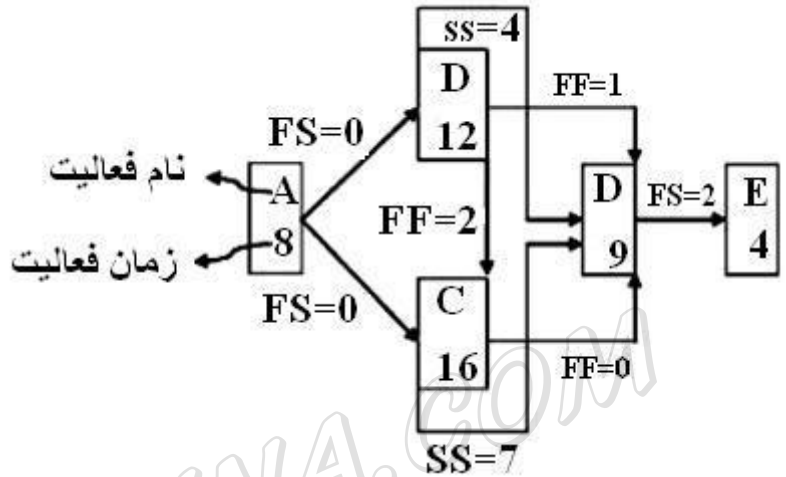 ss=4
D
12
FF=1
FS=0
نام فعالیت
A
8
زمان فعالیت
FF=2
D
9
FS=2
E
4
FS=0
C
16
FF=0
SS=7
.COM